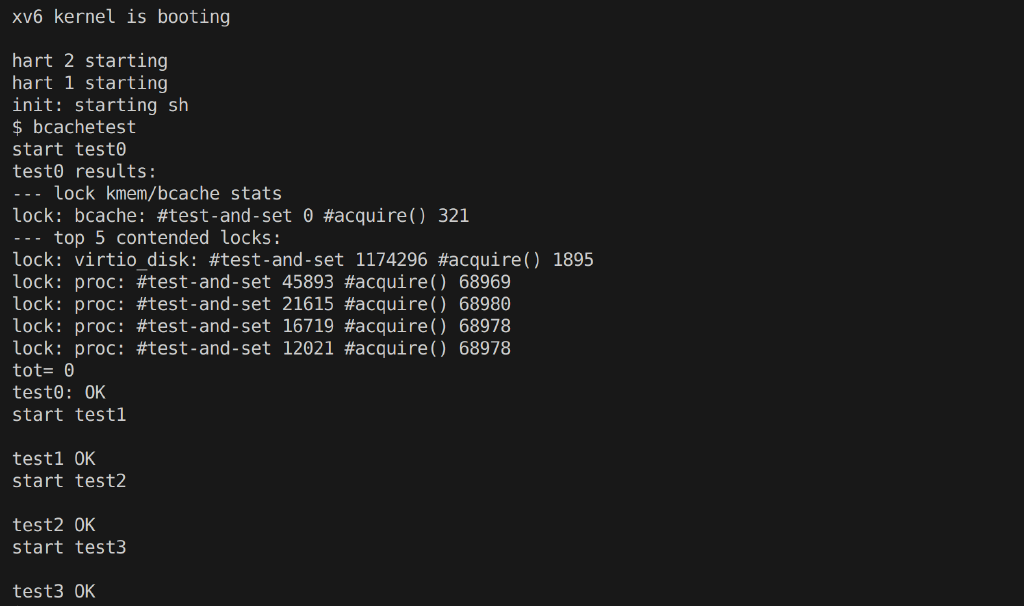 xv6 kernel is booting
hart 2 starting
hart 1 starting
init: starting sh
$ bcachetest
start test0
test0 results:
--- lock kmem/bcache stats
lock: bcache: #test-and-set 0 #acquire() 321
--- top 5 contended locks:
lock: virtio_disk: #test-and-set 1174296 #acquire() 1895
lock: proc: #test-and-set 45893 #acquire() 68969
lock: proc: #test-and-set 21615 #acquire() 68980
lock: proc: #test-and-set 16719 #acquire() 68978
lock: proc: #test-and-set 12021 #acquire() 68978
tot= 0
test0: OK
start test1
test1 OK
start test2
test2 OK
start test3
test3 OK